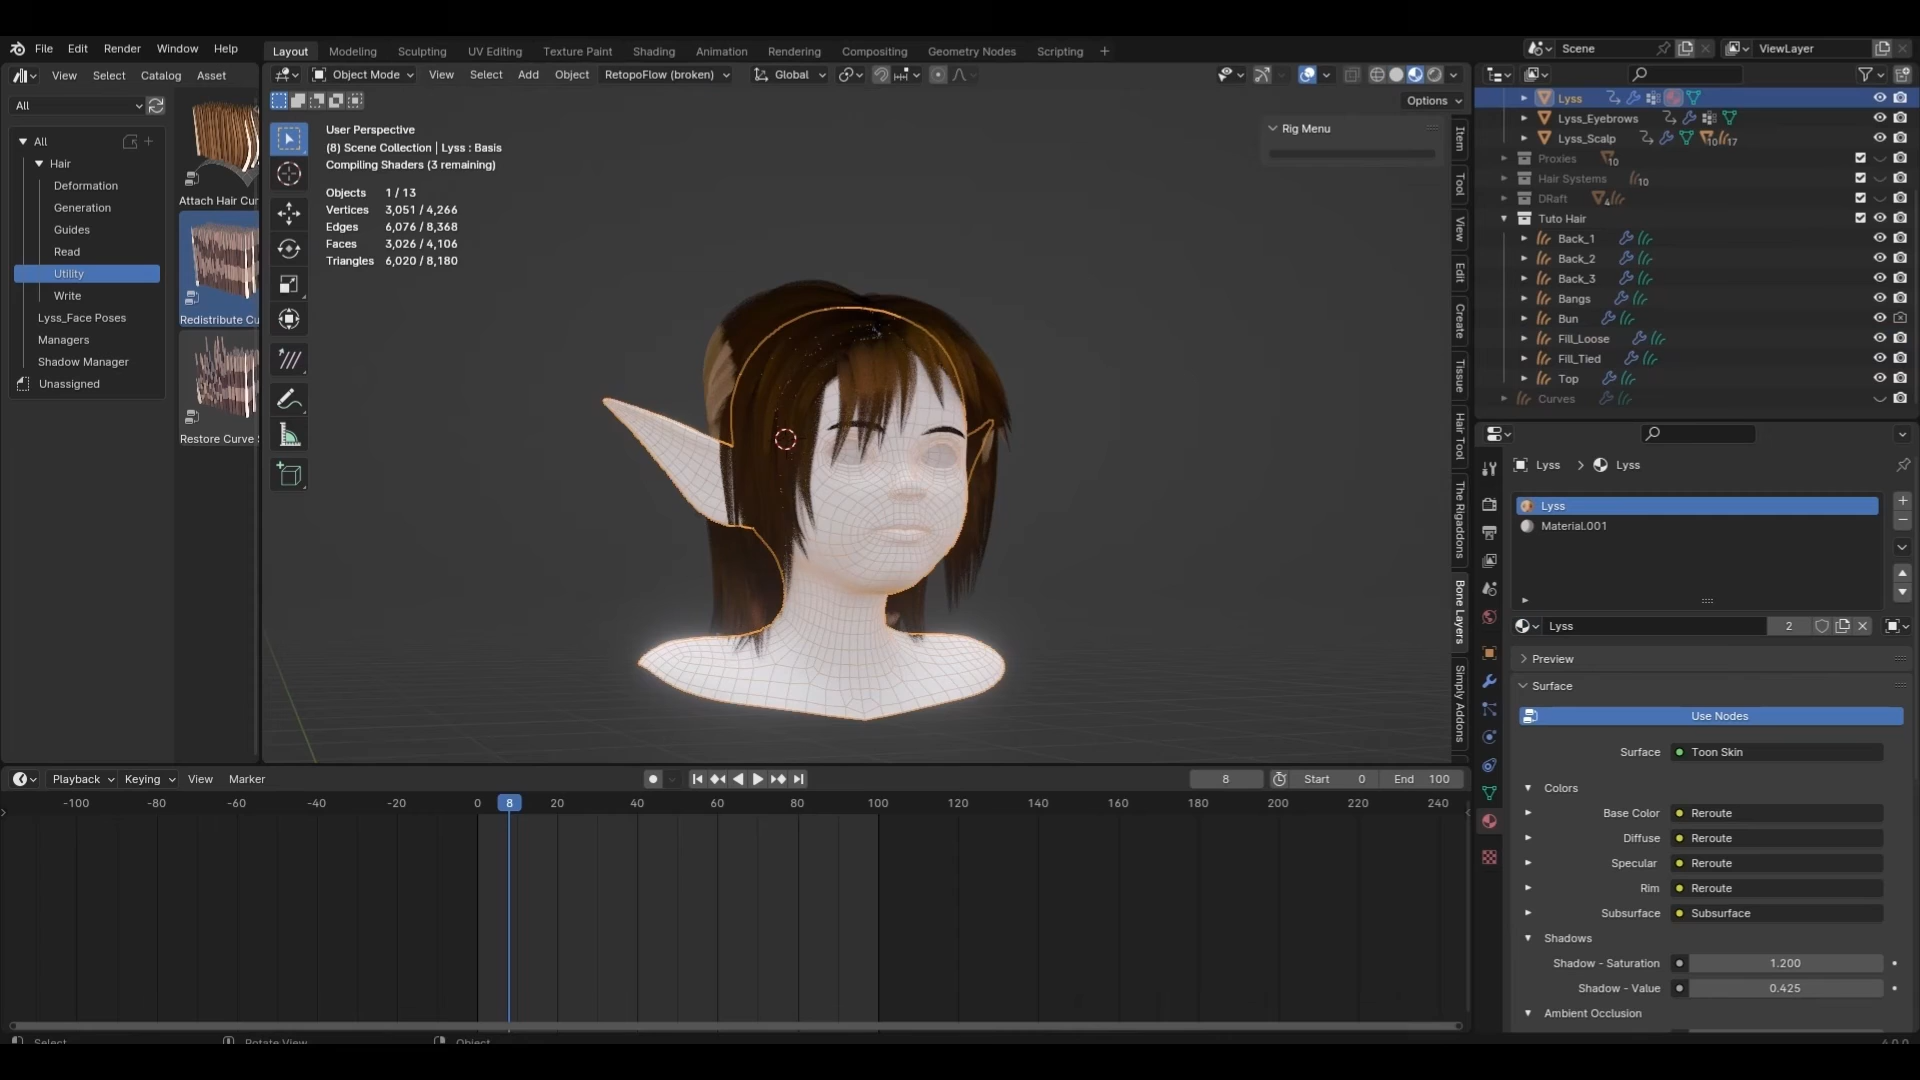 File Edit Render Window Help Layout Modeling Sculpting UV Editing Texture Paint Shading Animation Rendering Compositing Geometry Nodes Scripting + Scene ViewLayer
View Select Catalog Asset Object Mode View Select Add Object RetopoFlow (broken) Global
All
Options
All
Hair
Deformation
Generation
Guides
Read
Utility
Write
Lyss_Face Poses
Managers
Shadow Manager
Unassigned
Attach Hair Cur
Redistribute Cu
Restore Curve S
User Perspective
(8) Scene Collection | Lyss : Basis
Compiling Shaders (3 remaining)
Objects 1 / 13
Vertices 3,051 / 4,266
Edges 6,076 / 8,368
Faces 3,026 / 4,106
Triangles 6,020 / 8,180
Rig Menu
Item
Tool
View
Edit
Create
Tissue
Hair Tool
The Rigaddons
Bone Layers
Simply Addons
Lyss
Lyss_Eyebrows
Lyss_Scalp 10 17
Proxies 10
Hair Systems 10
DRaft 4
Tuto Hair
Back_1
Back_2
Back_3
Bangs
Bun
Fill_Loose
Fill_Tied
Top
Curves
Lyss > Lyss
Lyss
Material.001
Lyss 2
Preview
Surface
Use Nodes
Surface Toon Skin
Colors
Base Color Reroute
Diffuse Reroute
Specular Reroute
Rim Reroute
Subsurface Subsurface
Shadows
Shadow - Saturation 1.200
Shadow - Value 0.425
Ambient Occlusion
Playback Keying View Marker 8 Start 0 End 100
-100 -80 -60 -40 -20 0 8 20 40 60 80 100 120 140 160 180 200 220 240
Select Rotate View Object